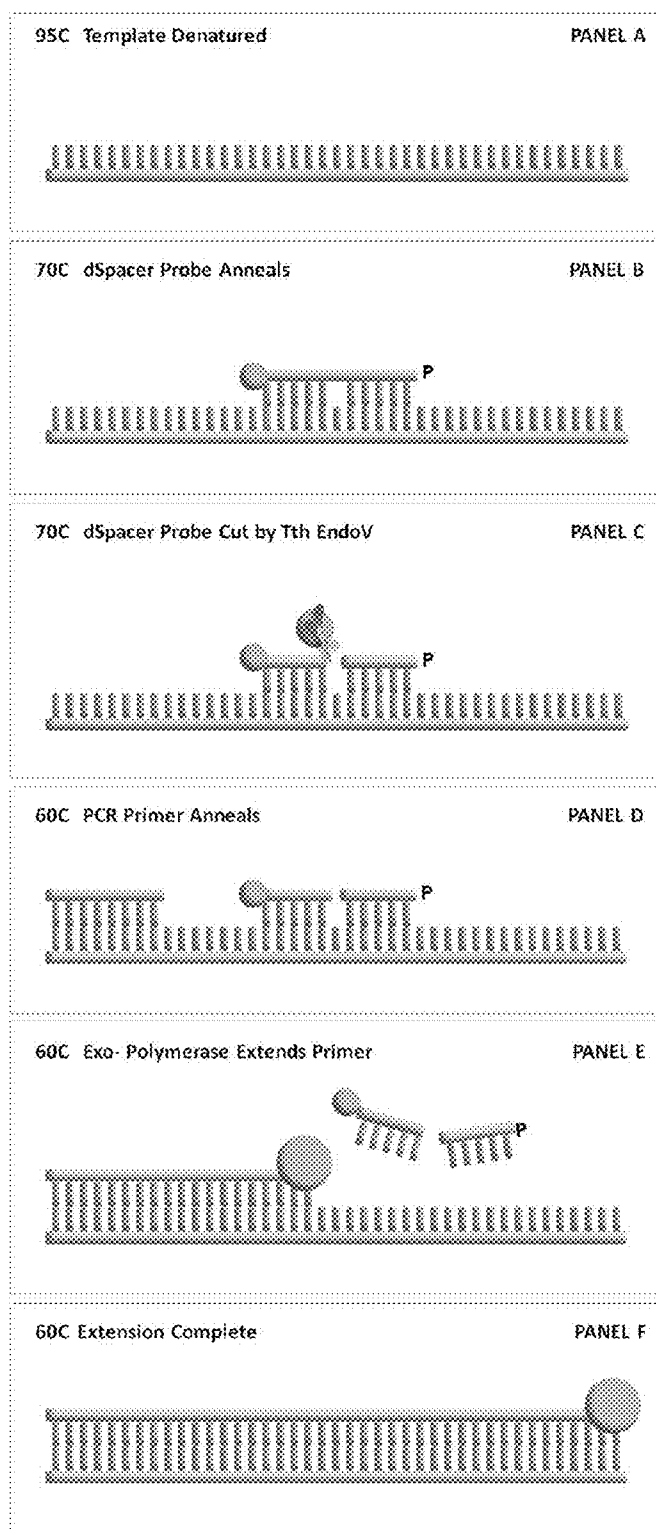 95C Template Denatured PANEL A
70C dSpacer Probe Anneals PANEL B
P
70C dSpacer Probe Cut by Tth EndoV PANEL C
P
60C PCR Primer Anneals PANEL D
P
60C Exo- Polymerase Extends Primer PANEL E
P
60C Extension Complete PANEL F